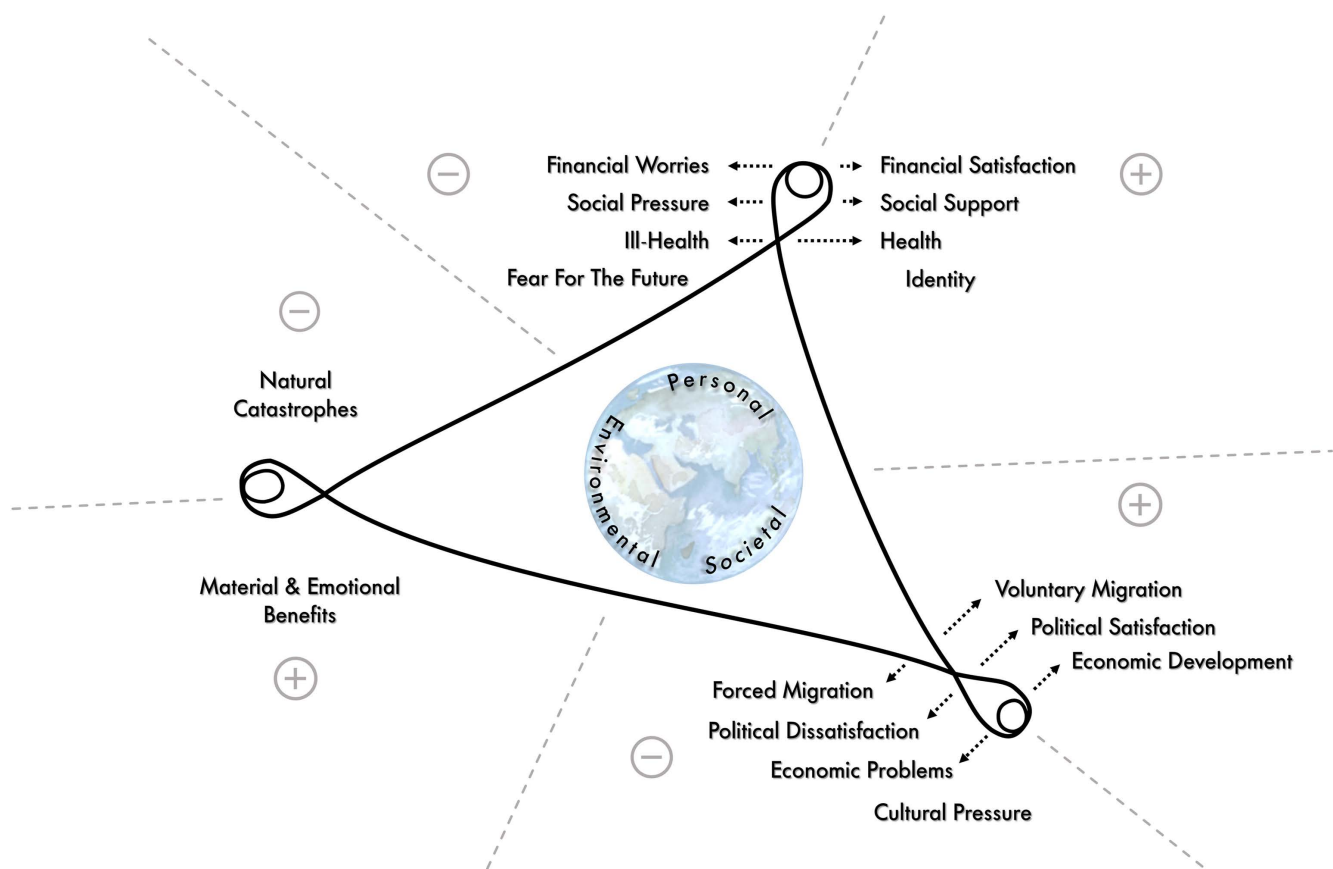 Financial Worries
Financial Satisfaction
Social Pressure
Social Support
Ill-Health
Health
Fear For The Future
Identity
Natural
Catastrophes
Personal
Environmental
Societal
Material & Emotional
Benefits
Voluntary Migration
Political Satisfaction
Economic Development
Forced Migration
Political Dissatisfaction
Economic Problems
Cultural Pressure